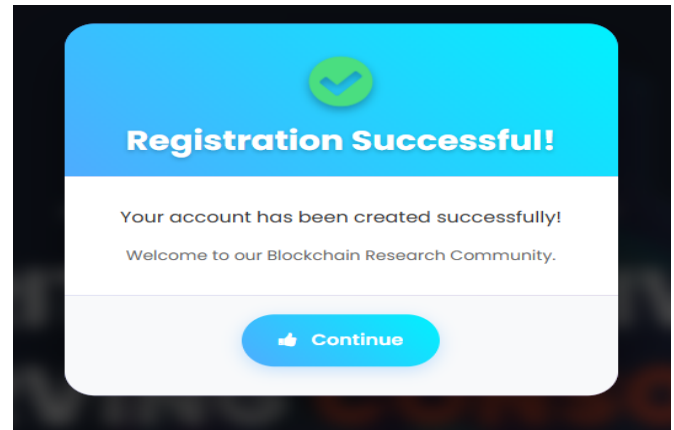 Registration Successful!
Your account has been created successfully!
Welcome to our Blockchain Research Community.
Continue